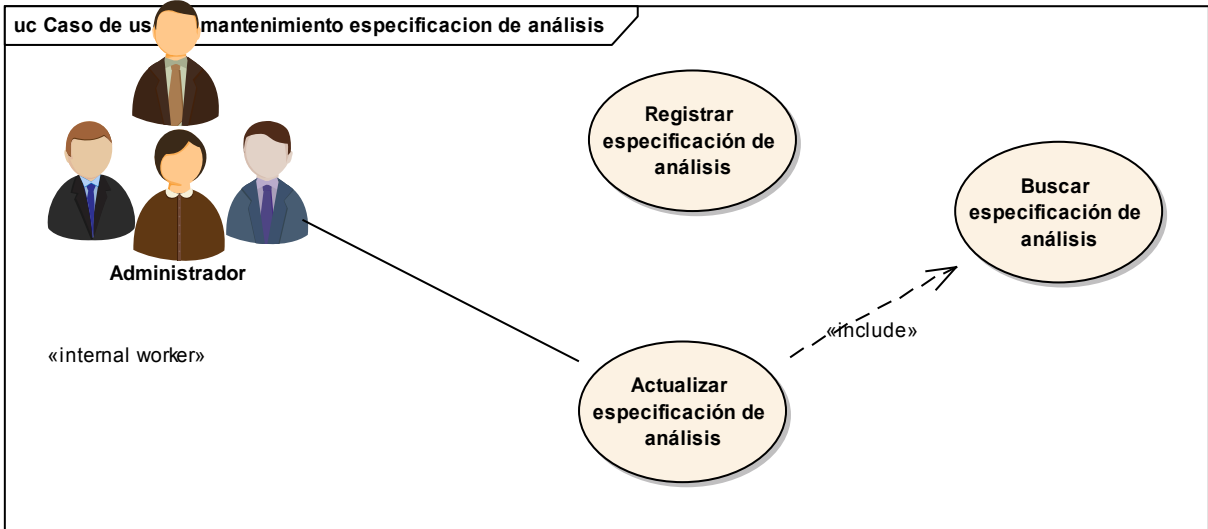 uc Caso de us mantenimiento especificacion de análisis
Registrar
especificación de
análisis
Buscar
especificación de
análisis
Administrador
«include»
«internal worker»
Actualizar
especificación de
análisis